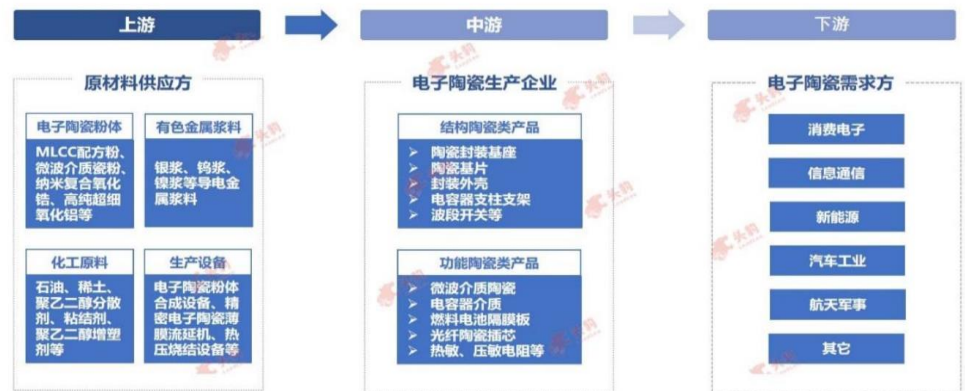 上游
中游
下游
原材料供应方
电子陶瓷粉体
MLCC配方粉、
微波介质瓷粉、
纳米复合氧化
锆、高纯超细
氧化铝等
有色金属浆料
银浆、钨浆、
镍浆等导电金
属浆料
化工原料
石油、稀土、
聚乙二醇分散
剂、粘结剂、
聚乙二醇增塑
剂等
生产设备
电子陶瓷粉体
合成设备、精
密电子陶瓷薄
膜流延机、热
压烧结设备等
电子陶瓷生产企业
结构陶瓷类产品
陶瓷封装基座
陶瓷基片
封装外壳
电容器支柱支架
波段开关等
功能陶瓷类产品
微波介质陶瓷
电容器介质
燃料电池隔膜板
光纤陶瓷插芯
热敏、压敏电阻等
电子陶瓷需求方
消费电子
信息通信
新能源
汽车工业
航天军事
其它
头豹